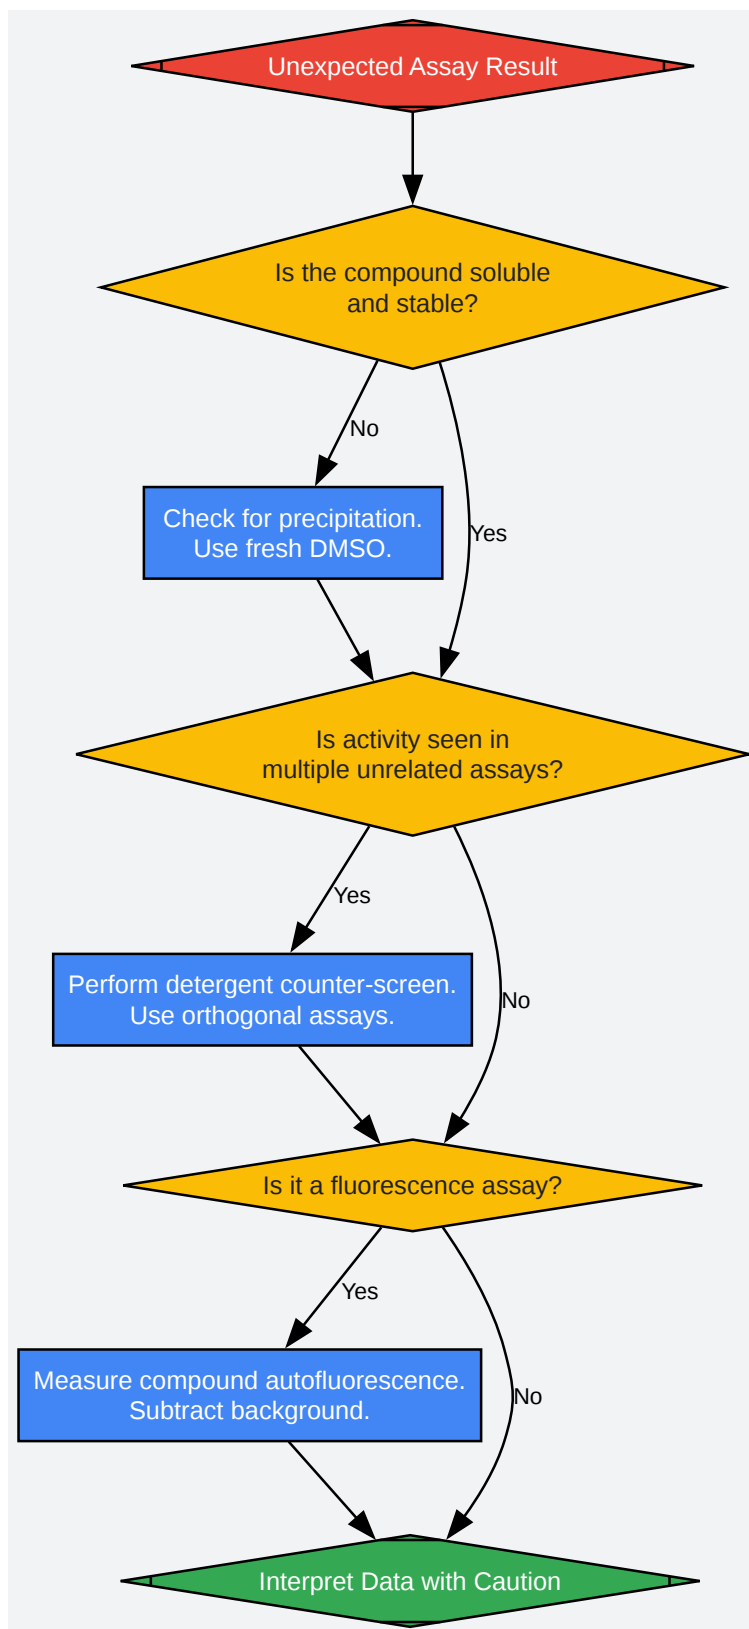 Unexpected Assay Result
Is the compound soluble
and stable?
No
Check for precipitation.
Use fresh DMSO.
Yes
Is activity seen in
multiple unrelated assays?
Yes
Perform detergent counter-screen.
Use orthogonal assays.
No
Is it a fluorescence assay?
Yes
Measure compound autofluorescence.
Subtract background.
No
Interpret Data with Caution